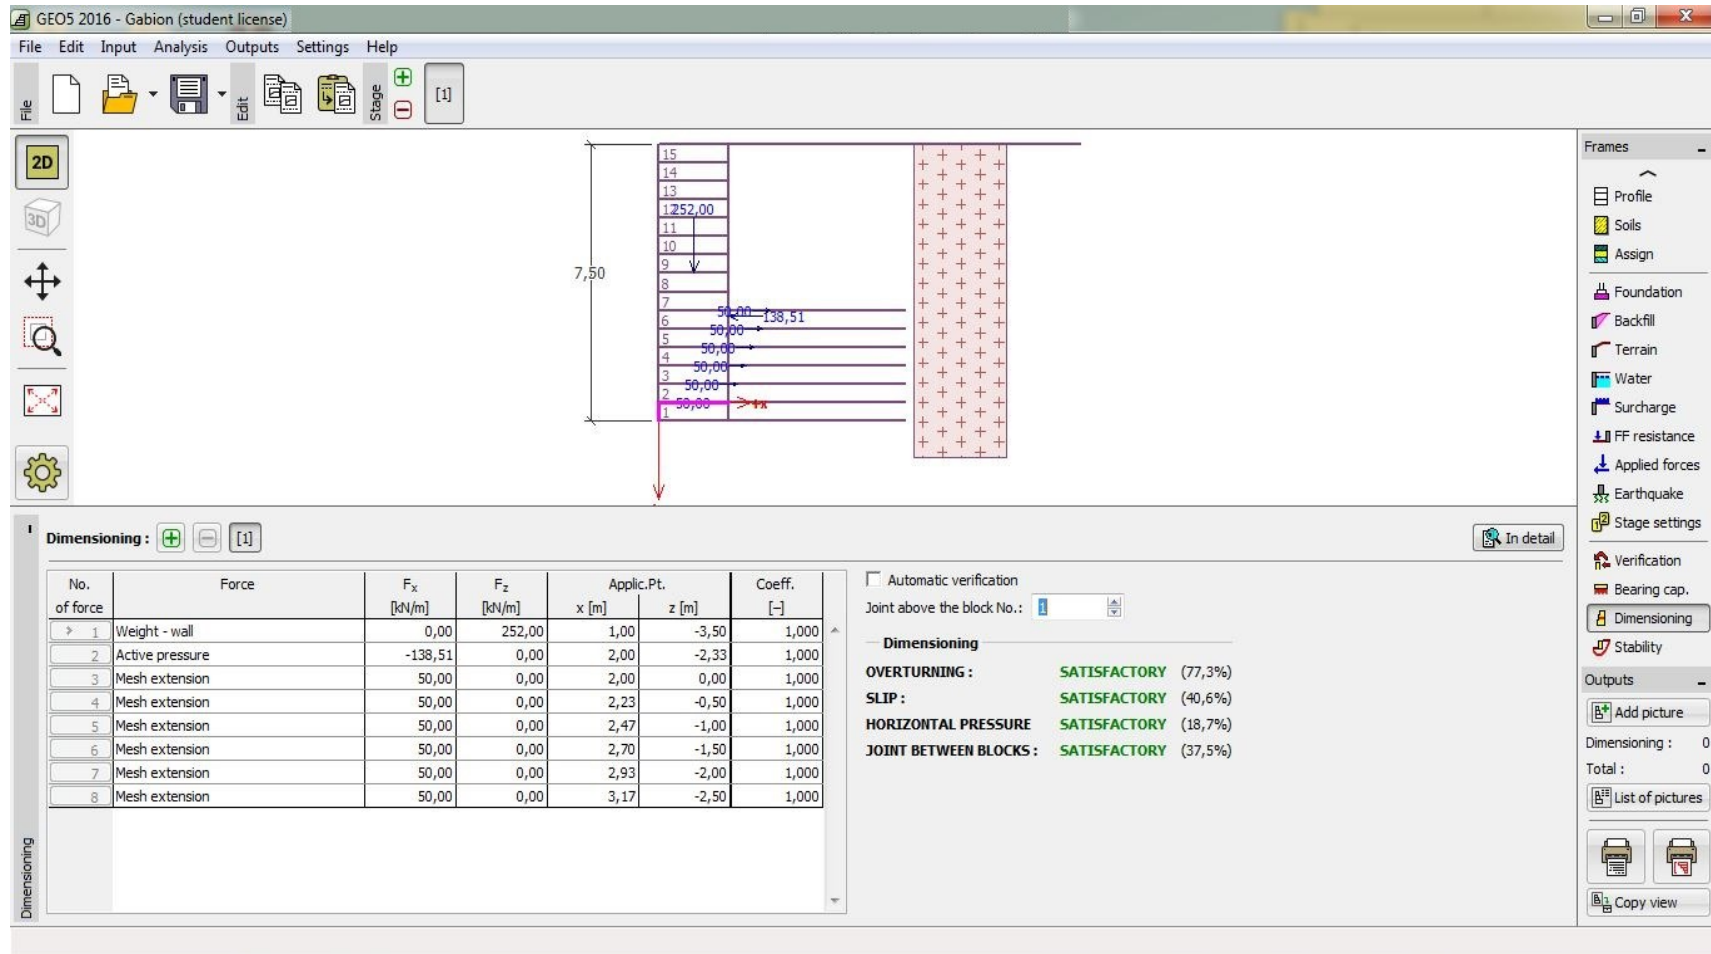 GEO5 2016 - Gabion (student license)
File Edit Input Analysis Outputs Settings Help
File
Edit
Stage
[1]
2D
3D
7,50
15
14
13
12
252,00
11
10
9
8
7
6
5
4
3
2
1
50,00
138,51
50,00
50,00
50,00
50,00
50,00
+x
Frames
Profile
Soils
Assign
Foundation
Backfill
Terrain
Water
Surcharge
FF resistance
Applied forces
Earthquake
Stage settings
Verification
Bearing cap.
Dimensioning
Stability
Outputs
Add picture
Dimensioning : 0
Total : 0
List of pictures
Copy view
Dimensioning
Dimensioning : [1]
In detail
No. of force Force Fx [kN/m] Fz [kN/m] Applic.Pt. x [m] z [m] Coeff. [–]
1 Weight - wall 0,00 252,00 1,00 -3,50 1,000
2 Active pressure -138,51 0,00 2,00 -2,33 1,000
3 Mesh extension 50,00 0,00 2,00 0,00 1,000
4 Mesh extension 50,00 0,00 2,23 -0,50 1,000
5 Mesh extension 50,00 0,00 2,47 -1,00 1,000
6 Mesh extension 50,00 0,00 2,70 -1,50 1,000
7 Mesh extension 50,00 0,00 2,93 -2,00 1,000
8 Mesh extension 50,00 0,00 3,17 -2,50 1,000
Automatic verification
Joint above the block No.: 1
Dimensioning
OVERTURNING : SATISFACTORY (77,3%)
SLIP : SATISFACTORY (40,6%)
HORIZONTAL PRESSURE SATISFACTORY (18,7%)
JOINT BETWEEN BLOCKS : SATISFACTORY (37,5%)